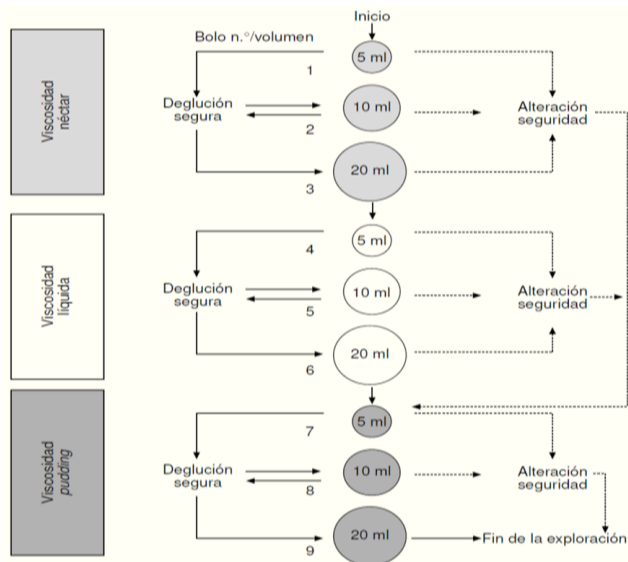 Inicio
Bolo n.°/volumen
Viscosidad
néctar
1
5 ml
Deglución
segura
2
10 ml
Alteración
seguridad
3
20 ml
Viscosidad
líquida
4
5 ml
Deglución
segura
5
10 ml
Alteración
seguridad
6
20 ml
Viscosidad
pudding
7
5 ml
Deglución
segura
8
10 ml
Alteración
seguridad
9
20 ml
Fin de la exploración